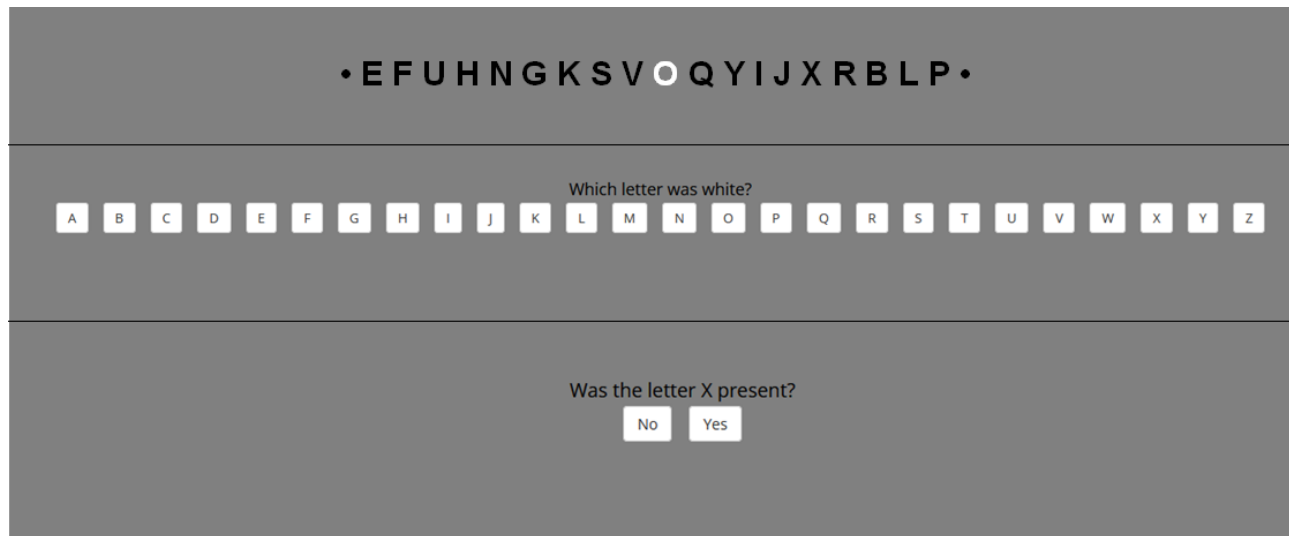 • E F U H N G K S V O Q Y I J X R B L P •
Which letter was white?
A B C D E F G H I J K L M N O P Q R S T U V W X Y Z
Was the letter X present?
No Yes